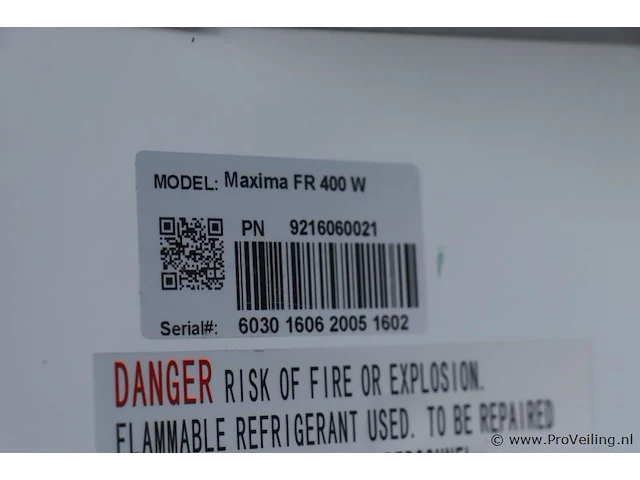 MODEL: Maxima FR 400 W
PN 9216060021
Serial#: 6030 1606 2005 1602
DANGER RISK OF FIRE OR EXPLOSION.
FLAMMABLE REFRIGERANT USED. TO BE REPAIRED
© www.ProVeiling.nl